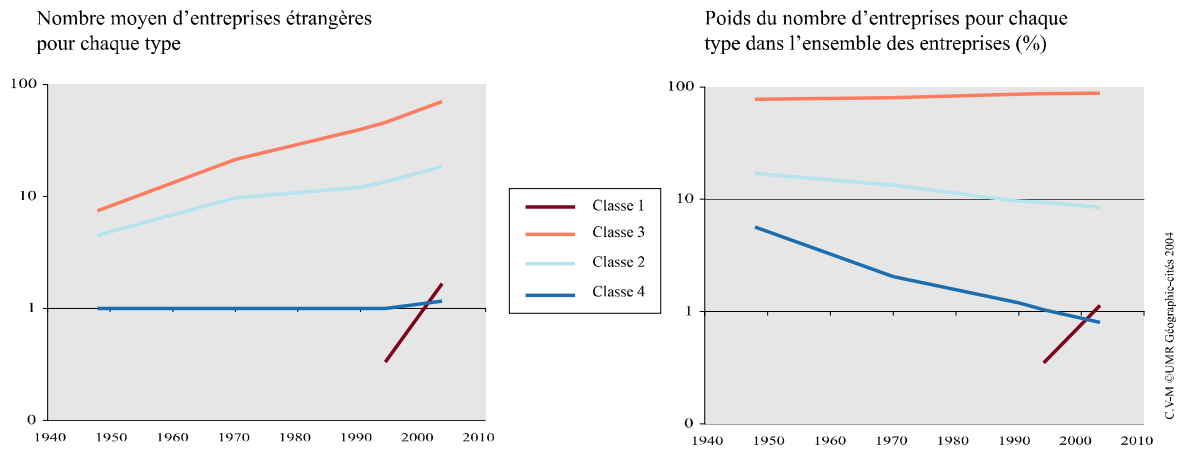 Nombre moyen d'entreprises étrangères
pour chaque type
100
10
1
0
1940 1950 1960 1970 1980 1990 2000 2010
Classe 1
Classe 3
Classe 2
Classe 4
Poids du nombre d'entreprises pour chaque
type dans l'ensemble des entreprises (%)
100
10
1
0
1940 1950 1960 1970 1980 1990 2000 2010
C.V-M ©UMR Géographie-cités 2004